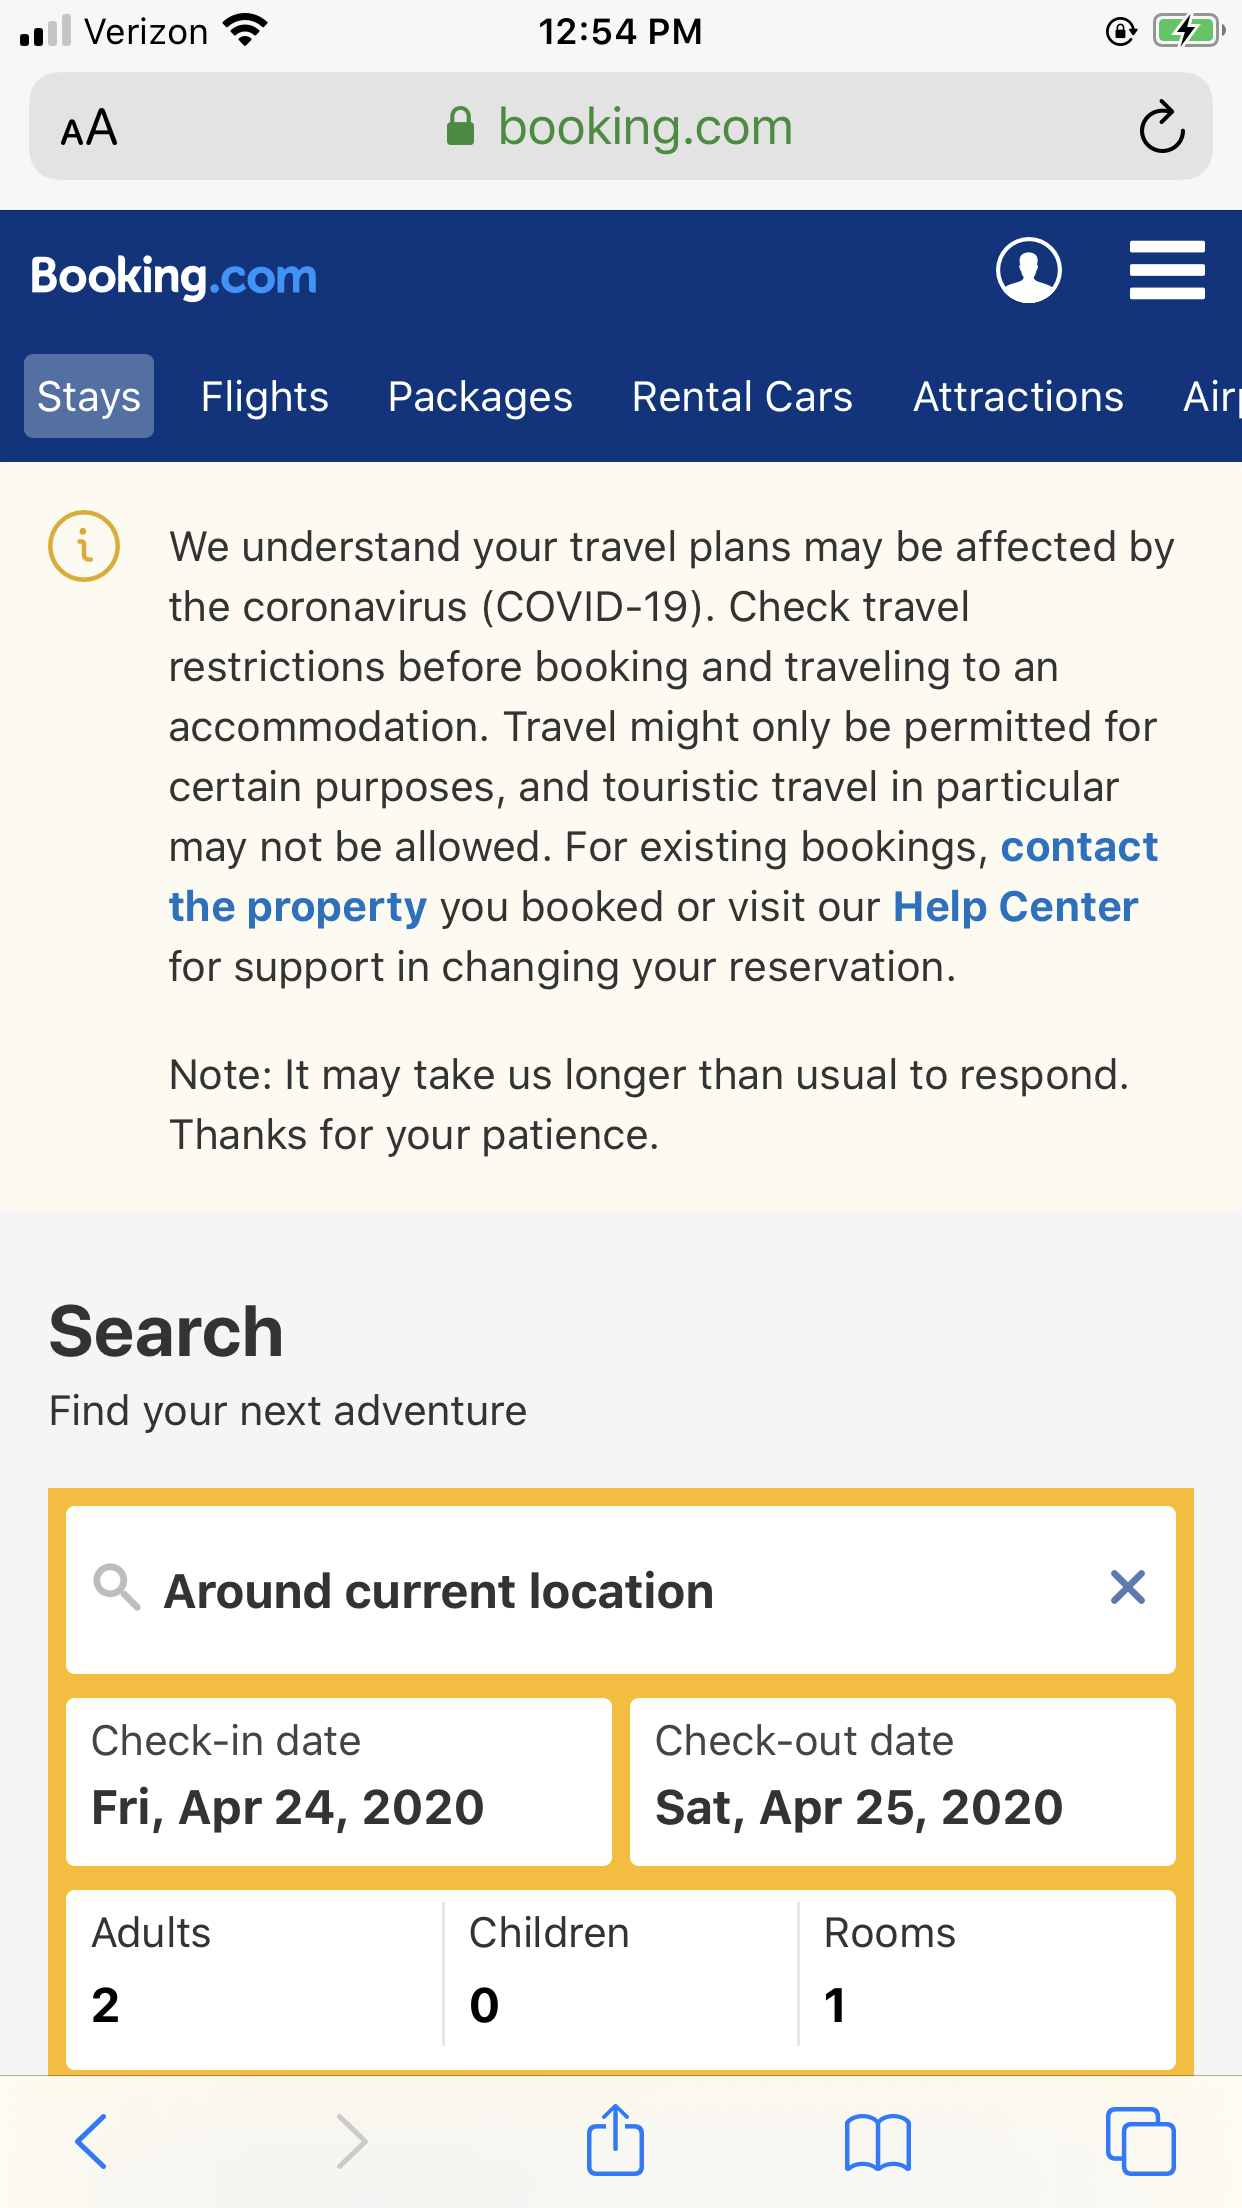 Verizon 12:54 PM
AA booking.com
Booking.com
Stays Flights Packages Rental Cars Attractions Airp
We understand your travel plans may be affected by
the coronavirus (COVID-19). Check travel
restrictions before booking and traveling to an
accommodation. Travel might only be permitted for
certain purposes, and touristic travel in particular
may not be allowed. For existing bookings, contact
the property you booked or visit our Help Center
for support in changing your reservation.
Note: It may take us longer than usual to respond.
Thanks for your patience.
Search
Find your next adventure
Around current location
Check-in date Check-out date
Fri, Apr 24, 2020 Sat, Apr 25, 2020
Adults Children Rooms
2 0 1